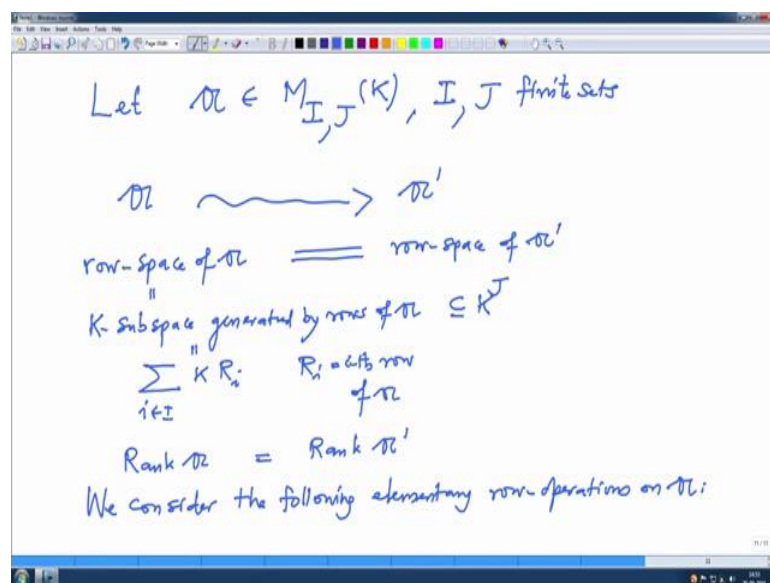 Let 𝔄 ∈ M_{I,J}(K), I, J finite sets
𝔄 ⟿ 𝔄'
row-space of 𝔄 = row-space of 𝔄'
"
K-subspace generated by rows of 𝔄 ⊆ K^J
"
∑_{i∈I} K R_i R_i = i-th row
of 𝔄
Rank 𝔄 = Rank 𝔄'
We consider the following elementary row-operations on 𝔄: